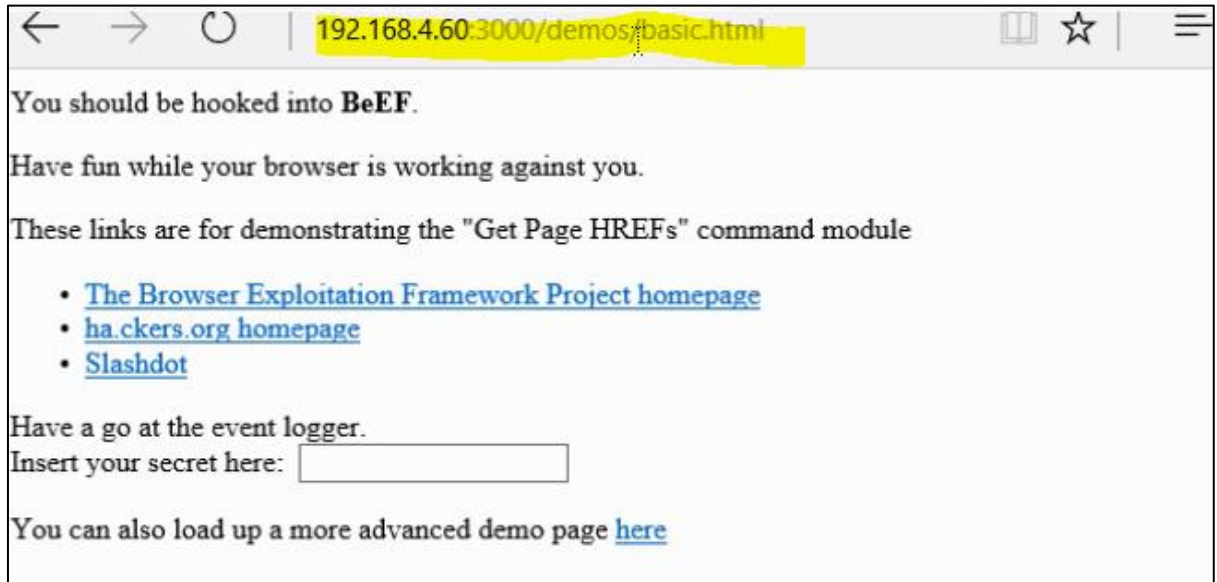 192.168.4.60:3000/demos/basic.html
You should be hooked into BeEF.
Have fun while your browser is working against you.
These links are for demonstrating the "Get Page HREFs" command module
• The Browser Exploitation Framework Project homepage
• ha.ckers.org homepage
• Slashdot
Have a go at the event logger.
Insert your secret here:
You can also load up a more advanced demo page here